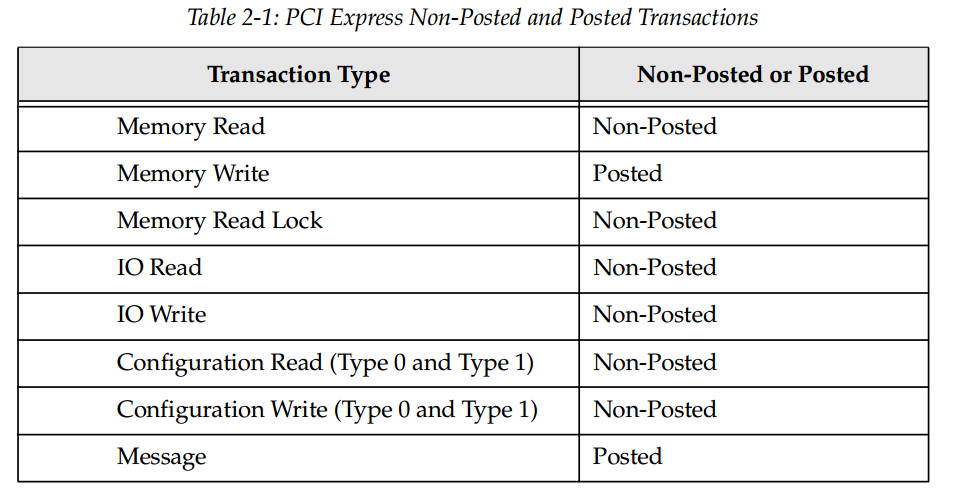 Table 2-1: PCI Express Non-Posted and Posted Transactions
Transaction Type Non-Posted or Posted
Memory Read Non-Posted
Memory Write Posted
Memory Read Lock Non-Posted
IO Read Non-Posted
IO Write Non-Posted
Configuration Read (Type 0 and Type 1) Non-Posted
Configuration Write (Type 0 and Type 1) Non-Posted
Message Posted